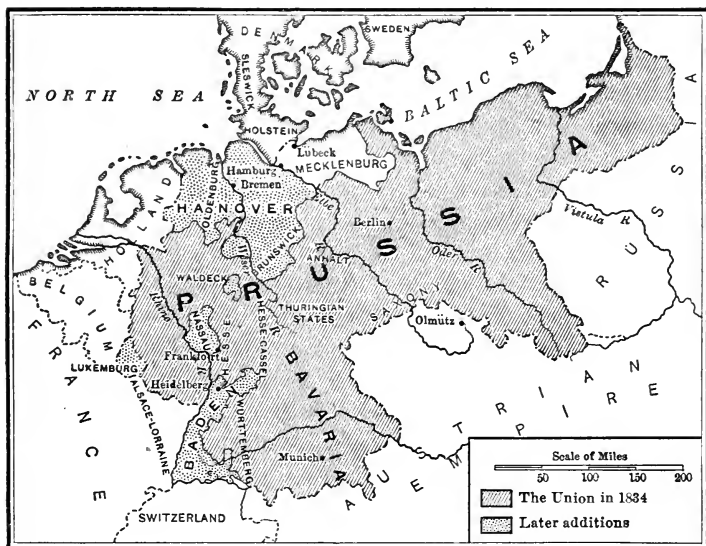 DENMARK
SWEDEN
NORTH SEA
BALTIC SEA
SLESWICK
HOLSTEIN
Lübeck
MECKLENBURG
Hamburg
Bremen
OLDENBURG
HANOVER
HOLLAND
Elbe
Berlin
Vistula R
RUSSIA
BRUNSWICK
ANHALT
Oder R
Weser R
WALDECK
PRUSSIA
BELGIUM
Rhine R
THURINGIAN
STATES
SAXONY
Olmütz
NASSAU
HESSE
HESSE-CASSEL
FRANCE
LUXEMBURG
Frankfort
Heidelberg
BAVARIA
AUSTRIAN
EMPIRE
ALSACE-LORRAINE
BADEN
WÜRTTEMBERG
Munich
SWITZERLAND
Scale of Miles
50 100 150 200
The Union in 1834
Later additions